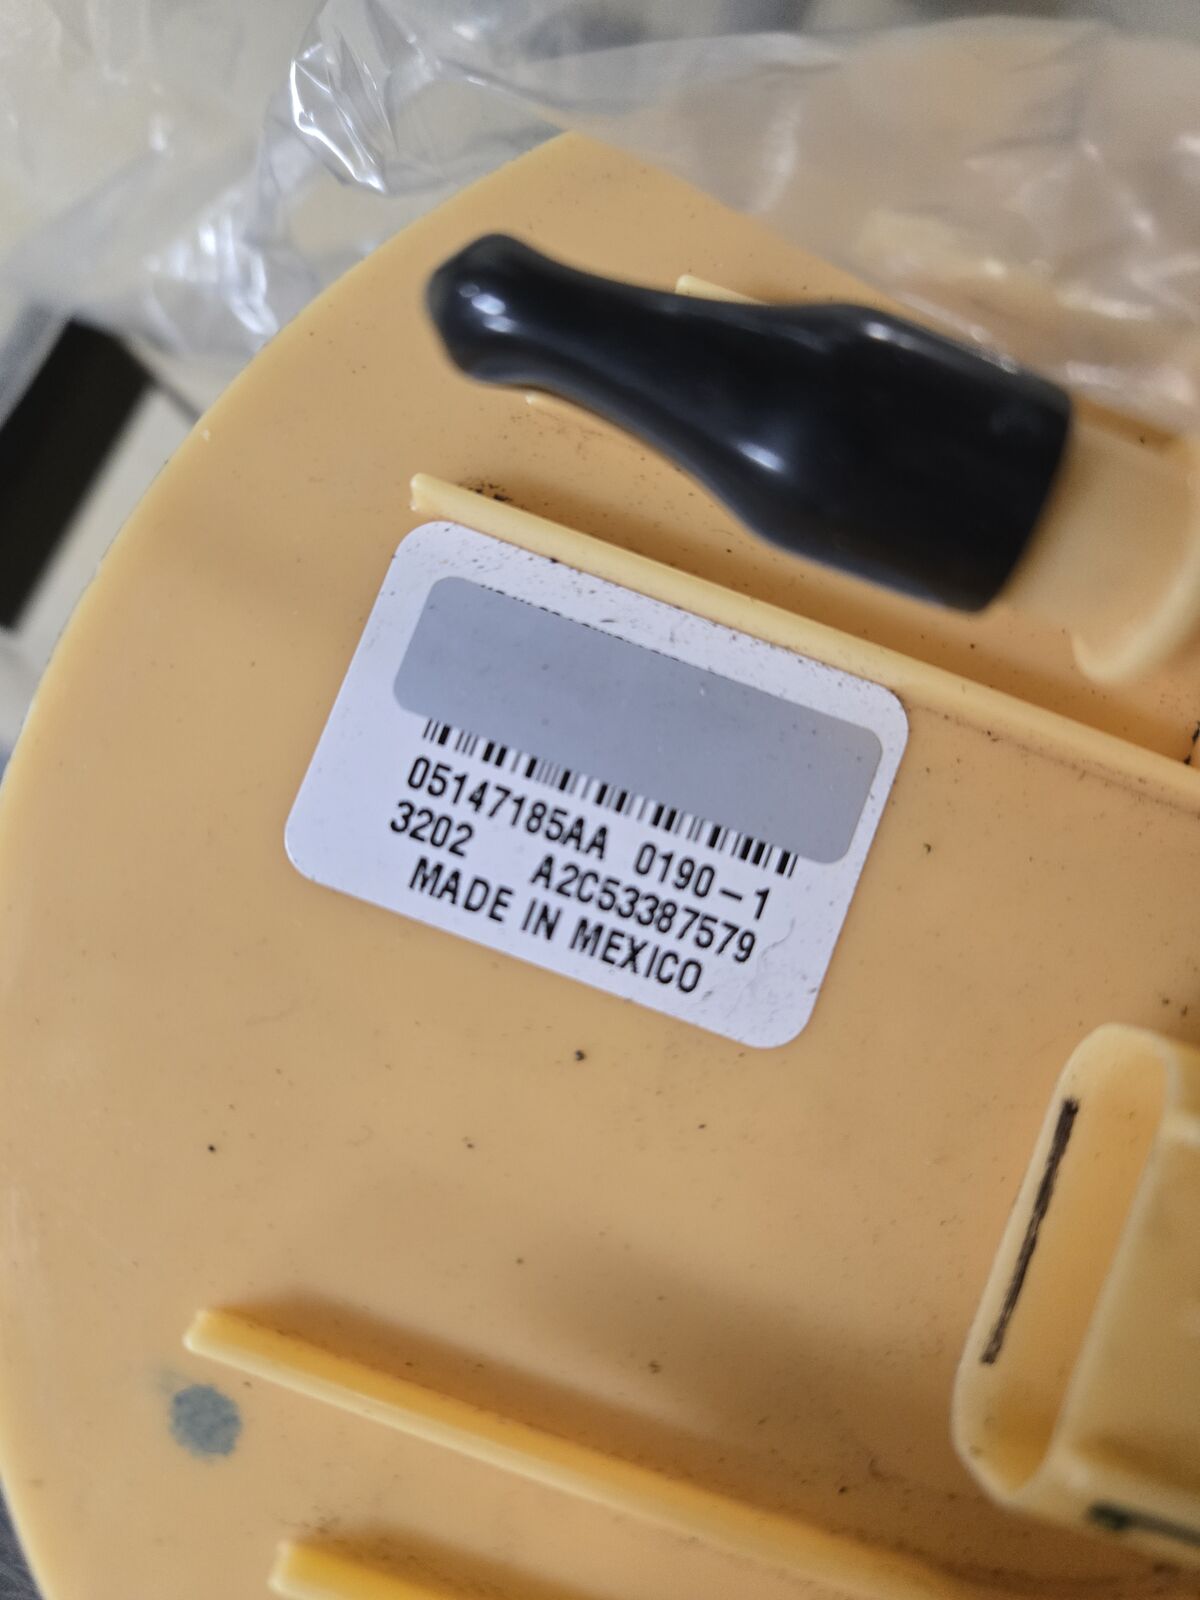 05147185AA 0190-1
3202 A2C53387579
MADE IN MEXICO